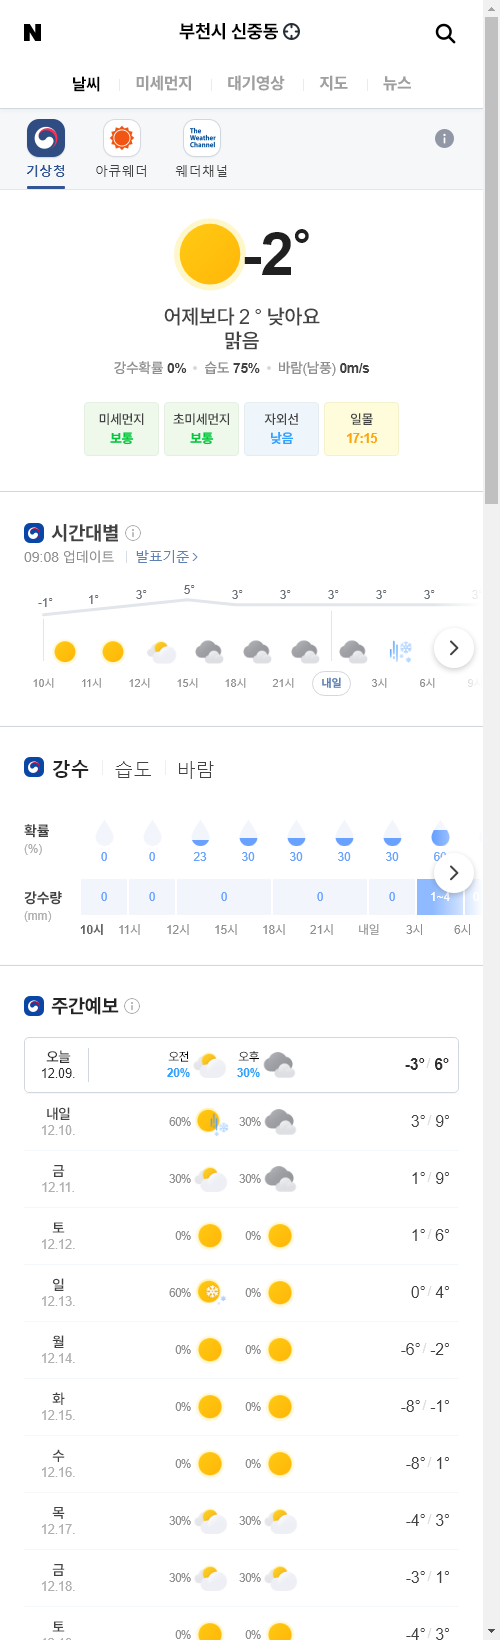 N
부천시 신중동
날씨 미세먼지 대기영상 지도 뉴스
The Weather Channel
기상청 아큐웨더 웨더채널
-2°
어제보다 2 ° 낮아요
맑음
강수확률 0% 습도 75% 바람(남풍) 0m/s
미세먼지 초미세먼지 자외선 일몰
보통 보통 낮음 17:15
시간대별
09:08 업데이트 발표기준
-1° 1° 3° 5° 3° 3° 3° 3° 3° 3
10시 11시 12시 15시 18시 21시 내일 3시 6시
강수 습도 바람
확률
(%)
0 0 23 30 30 30 30
강수량
(mm)
0 0 0 0 0 1~4
10시 11시 12시 15시 18시 21시 내일 3시 6시
주간예보
오늘 12.09. 오전 20% 오후 30% -3° / 6°
내일 12.10. 60% 30% 3° / 9°
금 12.11. 30% 30% 1° / 9°
토 12.12. 0% 0% 1° / 6°
일 12.13. 60% 0% 0° / 4°
월 12.14. 0% 0% -6° / -2°
화 12.15. 0% 0% -8° / -1°
수 12.16. 0% 0% -8° / 1°
목 12.17. 30% 30% -4° / 3°
금 12.18. 30% 30% -3° / 1°
토 0% 0% -4° / 3°